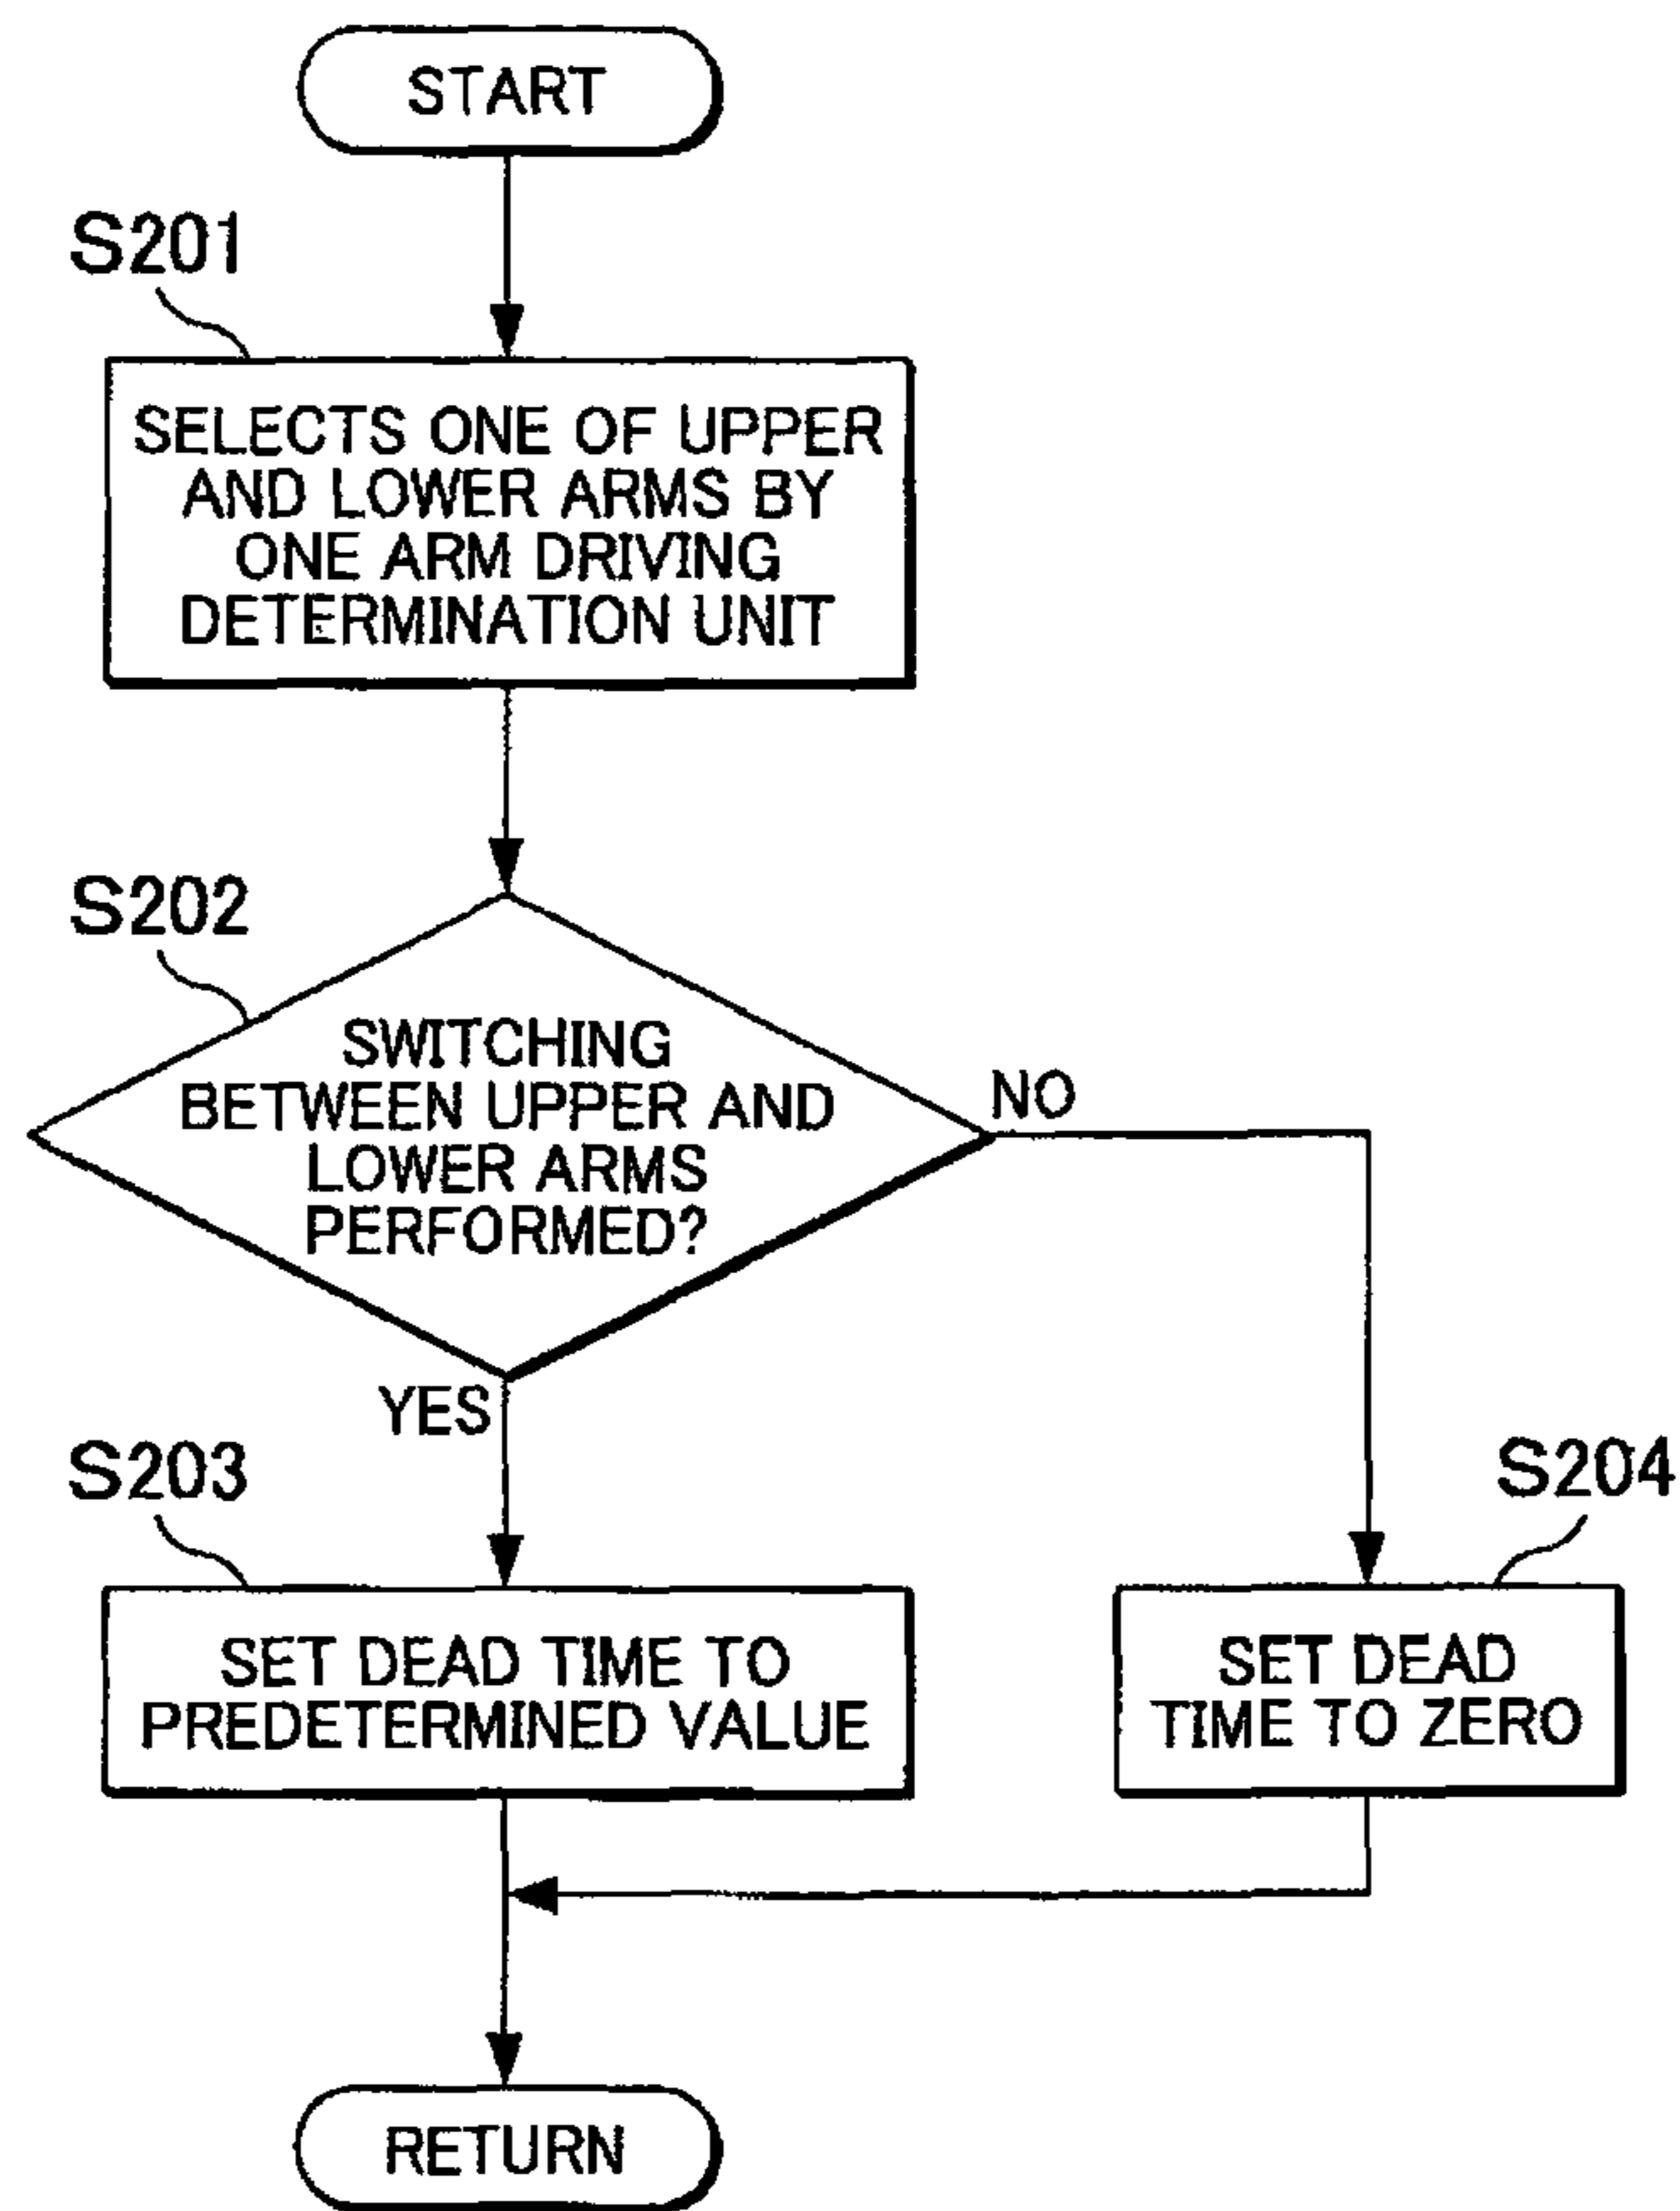 START
S201
SELECTS ONE OF UPPER
AND LOWER ARMS BY
ONE ARM DRIVING
DETERMINATION UNIT
S202
SWITCHING
BETWEEN UPPER AND
LOWER ARMS
PERFORMED?
NO
YES
S203
SET DEAD TIME TO
PREDETERMINED VALUE
S204
SET DEAD
TIME TO ZERO
RETURN